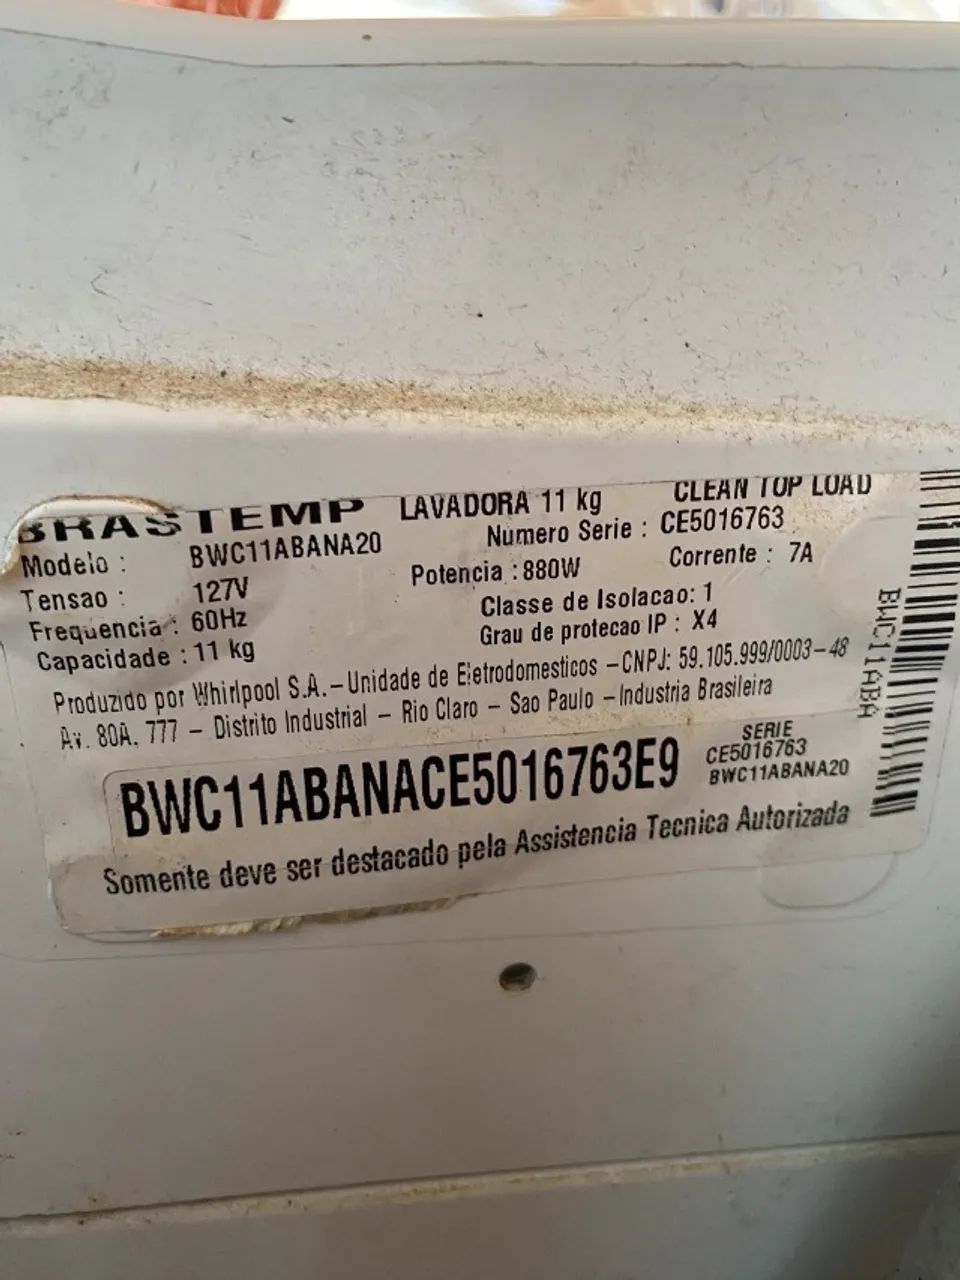 BRASTEMP LAVADORA 11 kg CLEAN TOP LOAD
Modelo : BWC11ABANA20 Numero Serie : CE5016763
Tensao : 127V Potencia : 880W Corrente : 7A
Frequencia : 60Hz Classe de Isolacao: 1
Capacidade : 11 kg Grau de protecao IP : X4
Produzido por Whirlpool S.A.-Unidade de Eletrodomesticos -CNPJ: 59.105.999/0003-48
Av. 80A, 777 - Distrito Industrial - Rio Claro - Sao Paulo -Industria Brasileira
BWC11ABANACE5016763E9
SERIE
CE5016763
BWC11ABANA20
Somente deve ser destacado pela Assistencia Tecnica Autorizada
BWC11ABA